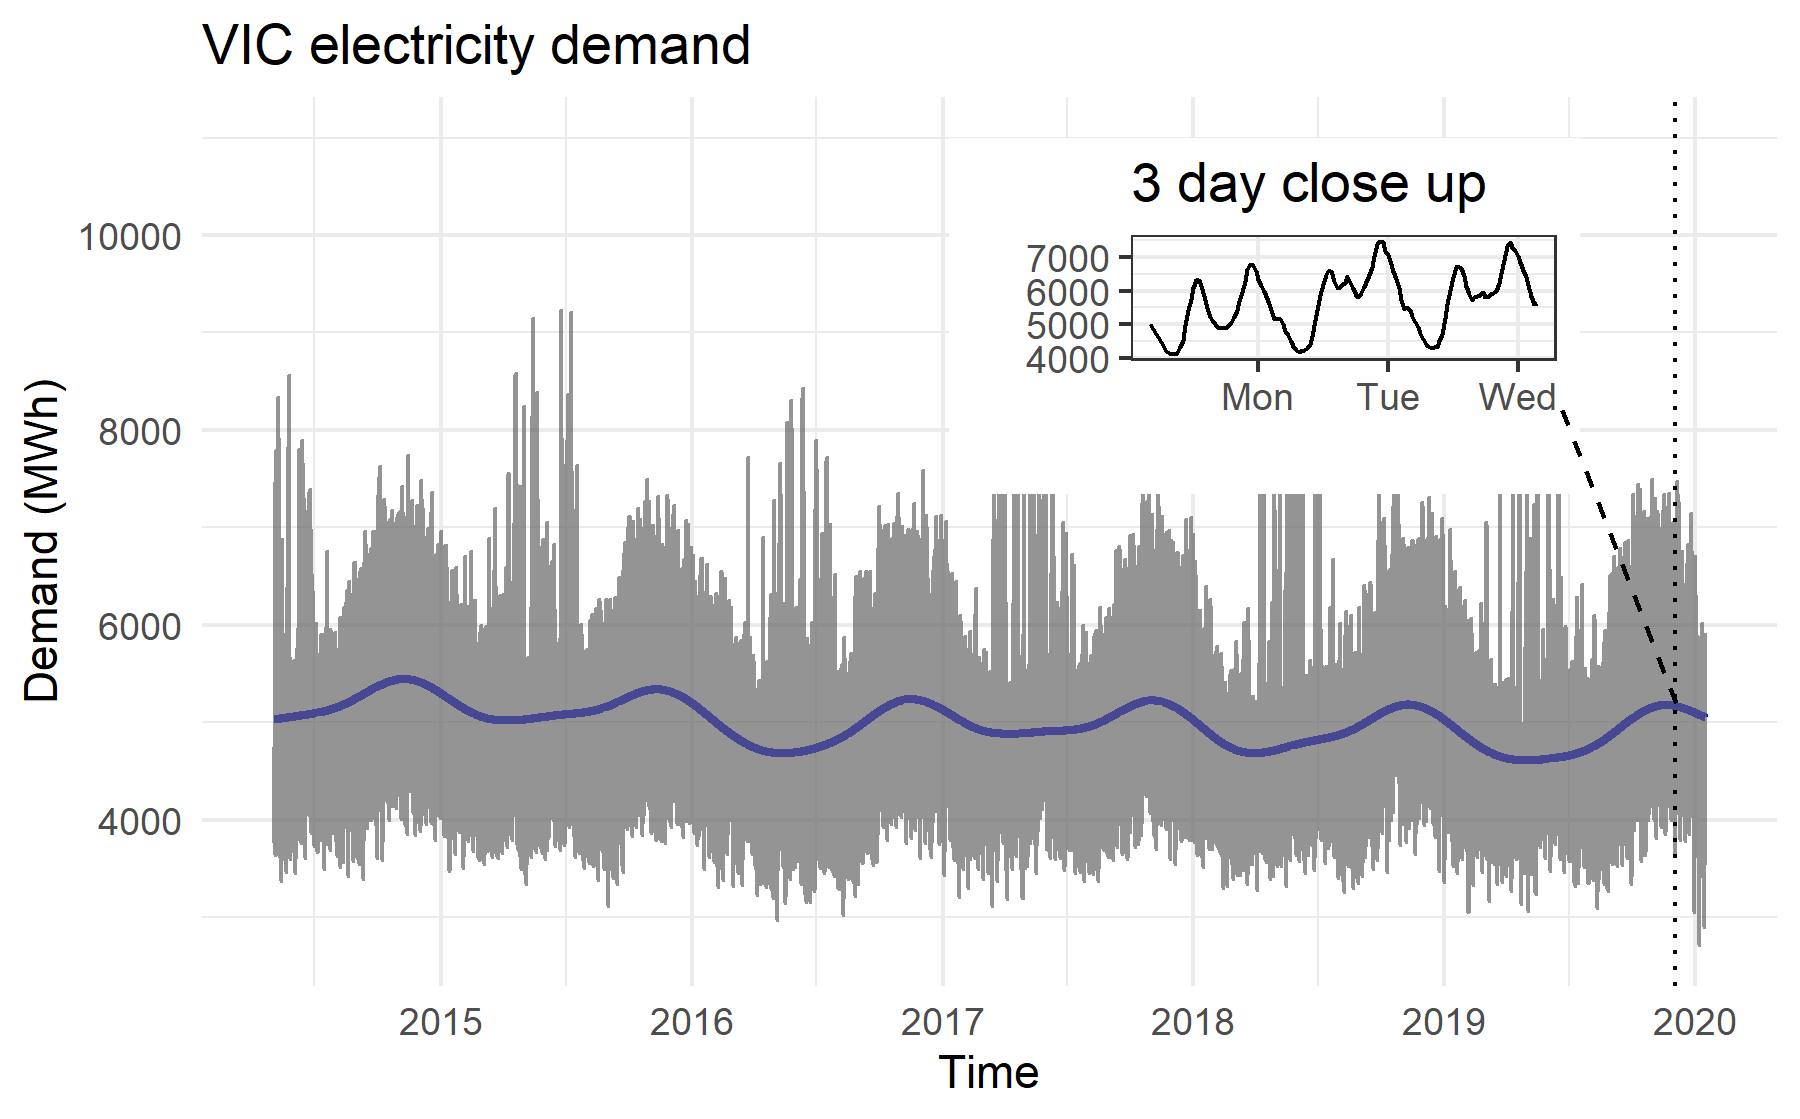 VIC electricity demand
3 day close up
7000
6000
5000
4000
Mon Tue Wed
Demand (MWh)
10000
8000
6000
4000
2015 2016 2017 2018 2019 2020
Time